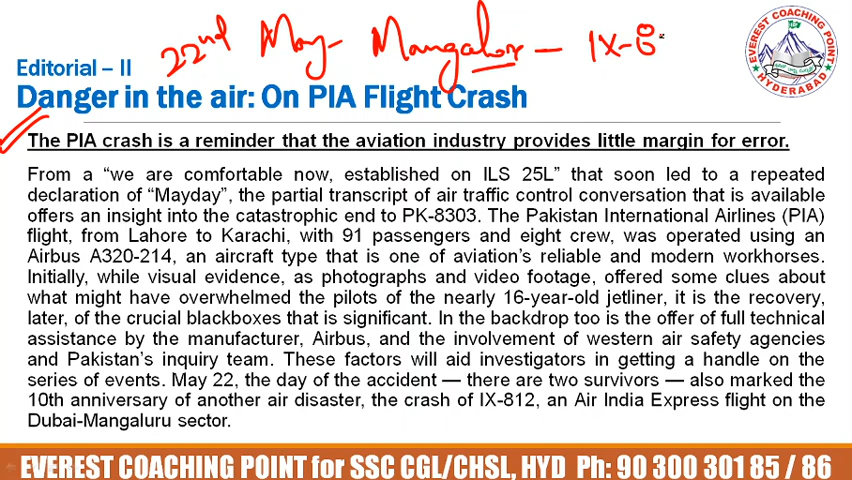 22nd May- Mangalor - IX-8
EVEREST COACHING POINT
HYDERABAD
Editorial – II
Danger in the air: On PIA Flight Crash
The PIA crash is a reminder that the aviation industry provides little margin for error.
From a “we are comfortable now, established on ILS 25L” that soon led to a repeated
declaration of “Mayday”, the partial transcript of air traffic control conversation that is available
offers an insight into the catastrophic end to PK-8303. The Pakistan International Airlines (PIA)
flight, from Lahore to Karachi, with 91 passengers and eight crew, was operated using an
Airbus A320-214, an aircraft type that is one of aviation’s reliable and modern workhorses.
Initially, while visual evidence, as photographs and video footage, offered some clues about
what might have overwhelmed the pilots of the nearly 16-year-old jetliner, it is the recovery,
later, of the crucial blackboxes that is significant. In the backdrop too is the offer of full technical
assistance by the manufacturer, Airbus, and the involvement of western air safety agencies
and Pakistan’s inquiry team. These factors will aid investigators in getting a handle on the
series of events. May 22, the day of the accident — there are two survivors — also marked the
10th anniversary of another air disaster, the crash of IX-812, an Air India Express flight on the
Dubai-Mangaluru sector.
EVEREST COACHING POINT for SSC CGL/CHSL, HYD Ph: 90 300 301 85 / 86